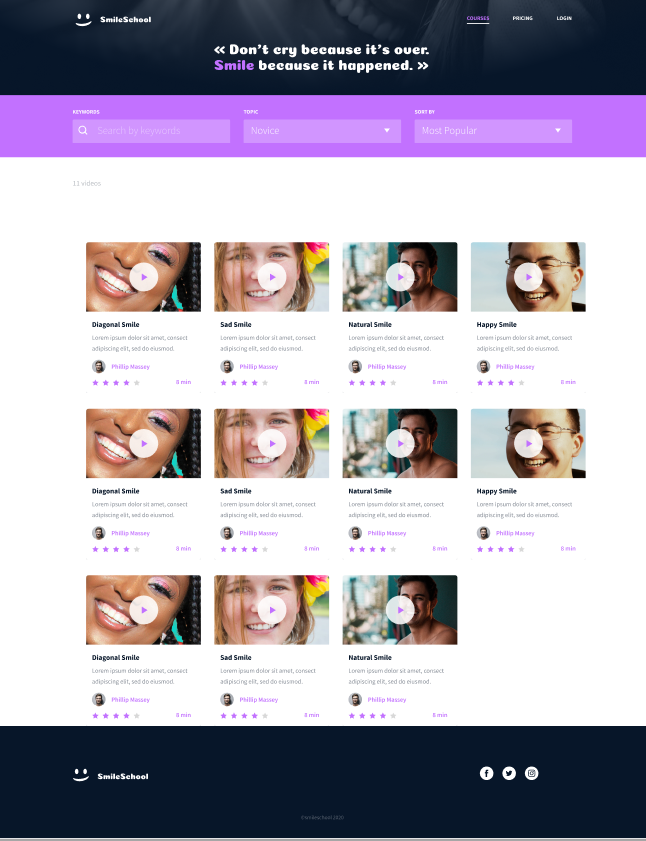 SmileSchool
COURSES
PRICING
LOGIN
« Don't cry because it's over.
Smile because it happened. »
KEYWORDS
TOPIC
SORT BY
Search by keywords
Novice
Most Popular
11 videos
Diagonal Smile
Lorem ipsum dolor sit amet, consect
adipiscing elit, sed do eiusmod.
Phillip Massey
8 min
Sad Smile
Lorem ipsum dolor sit amet, consect
adipiscing elit, sed do eiusmod.
Phillip Massey
8 min
Natural Smile
Lorem ipsum dolor sit amet, consect
adipiscing elit, sed do eiusmod.
Phillip Massey
8 min
Happy Smile
Lorem ipsum dolor sit amet, consect
adipiscing elit, sed do eiusmod.
Phillip Massey
8 min
Diagonal Smile
Lorem ipsum dolor sit amet, consect
adipiscing elit, sed do eiusmod.
Phillip Massey
8 min
Sad Smile
Lorem ipsum dolor sit amet, consect
adipiscing elit, sed do eiusmod.
Phillip Massey
8 min
Natural Smile
Lorem ipsum dolor sit amet, consect
adipiscing elit, sed do eiusmod.
Phillip Massey
8 min
Happy Smile
Lorem ipsum dolor sit amet, consect
adipiscing elit, sed do eiusmod.
Phillip Massey
8 min
Diagonal Smile
Lorem ipsum dolor sit amet, consect
adipiscing elit, sed do eiusmod.
Phillip Massey
8 min
Sad Smile
Lorem ipsum dolor sit amet, consect
adipiscing elit, sed do eiusmod.
Phillip Massey
8 min
Natural Smile
Lorem ipsum dolor sit amet, consect
adipiscing elit, sed do eiusmod.
Phillip Massey
8 min
SmileSchool
©smileschool 2020